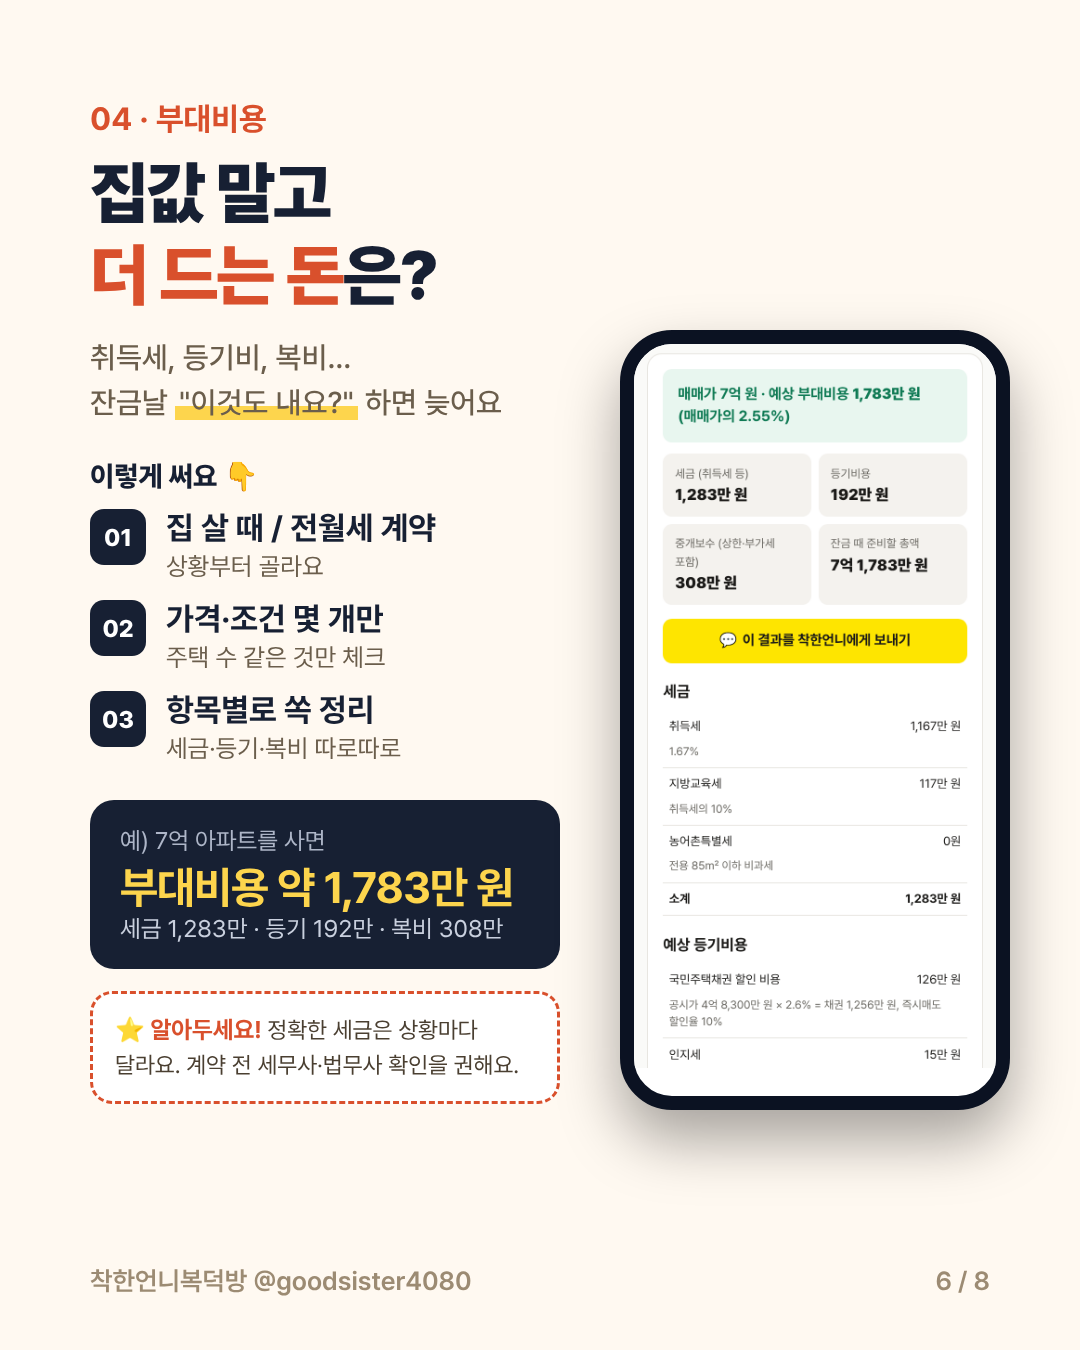 04 · 부대비용
집값 말고
더 드는 돈은?
취득세, 등기비, 복비...
잔금날 "이것도 내요?" 하면 늦어요
이렇게 써요 👇
01
집 살 때 / 전월세 계약
상황부터 골라요
02
가격·조건 몇 개만
주택 수 같은 것만 체크
03
항목별로 쏙 정리
세금·등기·복비 따로따로
예) 7억 아파트를 사면
부대비용 약 1,783만 원
세금 1,283만 · 등기 192만 · 복비 308만
⭐ 알아두세요! 정확한 세금은 상황마다
달라요. 계약 전 세무사·법무사 확인을 권해요.
매매가 7억 원 · 예상 부대비용 1,783만 원
(매매가의 2.55%)
세금 (취득세 등)
1,283만 원
등기비용
192만 원
중개보수 (상한·부가세
포함)
308만 원
잔금 때 준비할 총액
7억 1,783만 원
💬 이 결과를 착한언니에게 보내기
세금
취득세 1,167만 원
1.67%
지방교육세 117만 원
취득세의 10%
농어촌특별세 0원
전용 85m² 이하 비과세
소계 1,283만 원
예상 등기비용
국민주택채권 할인 비용 126만 원
공시가 4억 8,300만 원 × 2.6% = 채권 1,256만 원, 즉시매도
할인율 10%
인지세 15만 원
착한언니복덕방 @goodsister4080
6 / 8